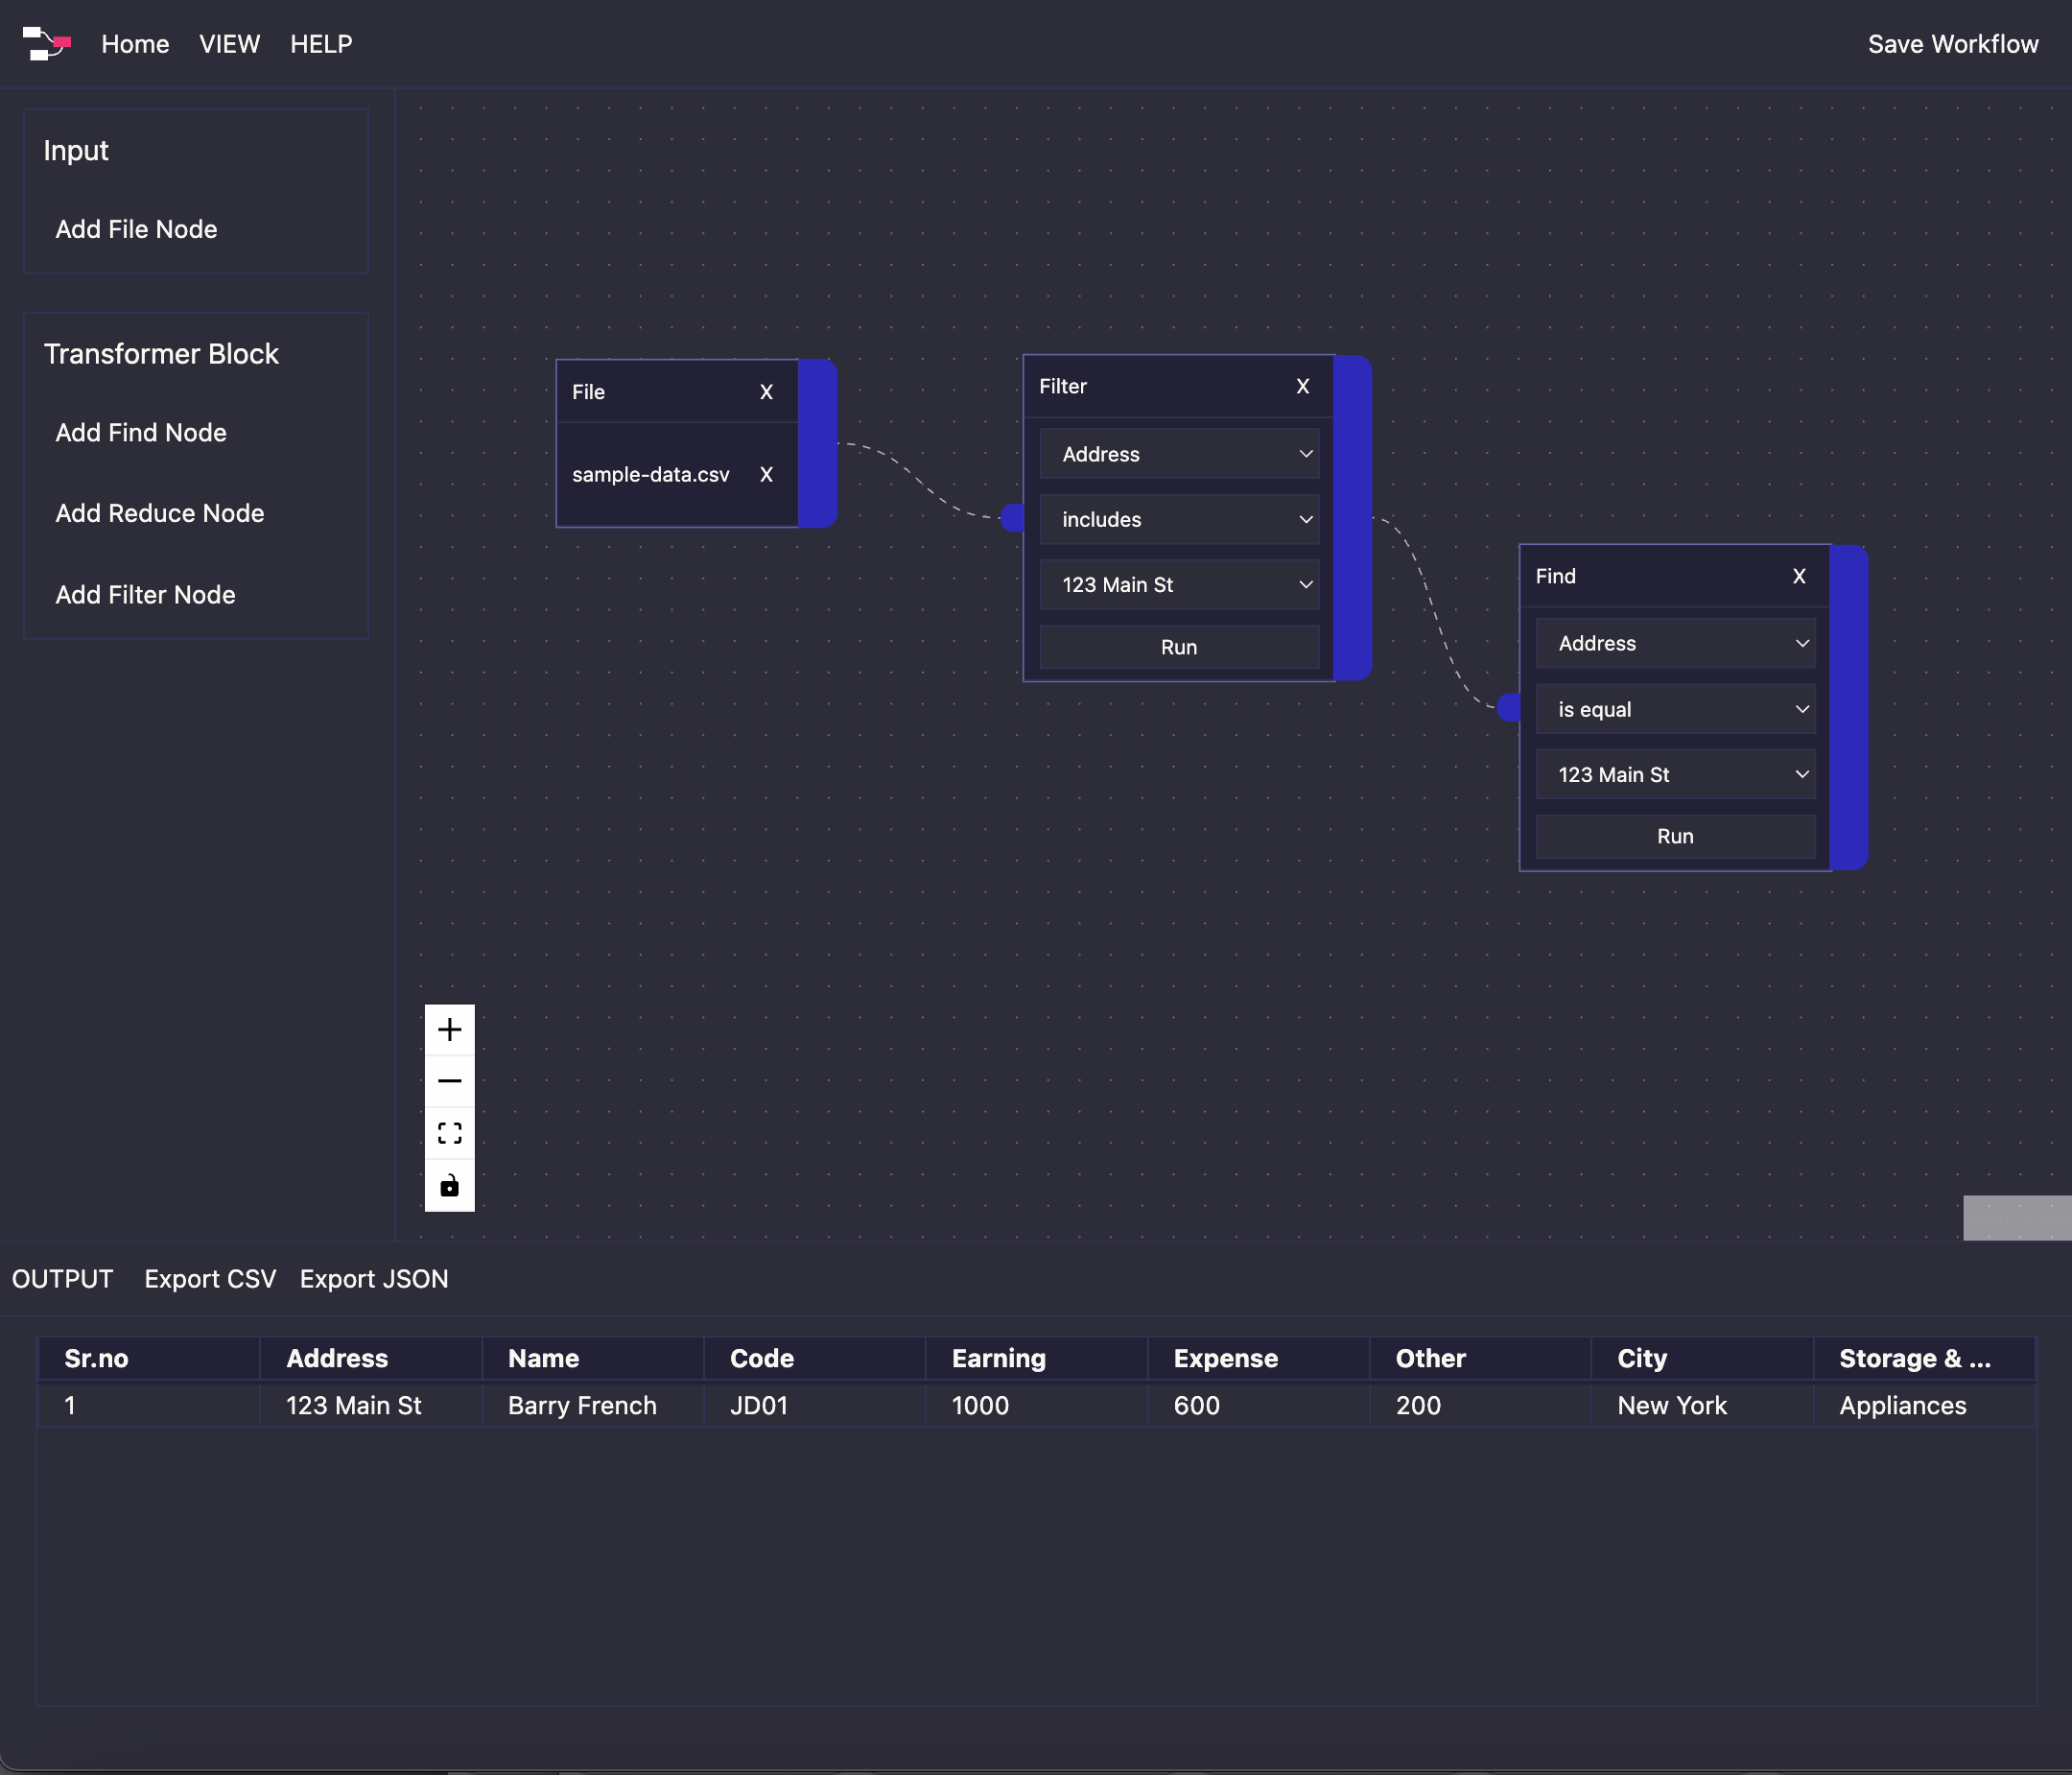 Home VIEW HELP Save Workflow
Input
Add File Node
Transformer Block
Add Find Node
Add Reduce Node
Add Filter Node
File X
sample-data.csv X
Filter X
Address
includes
123 Main St
Run
Find X
Address
is equal
123 Main St
Run
OUTPUT Export CSV Export JSON
Sr.no Address Name Code Earning Expense Other City Storage & ...
1 123 Main St Barry French JD01 1000 600 200 New York Appliances